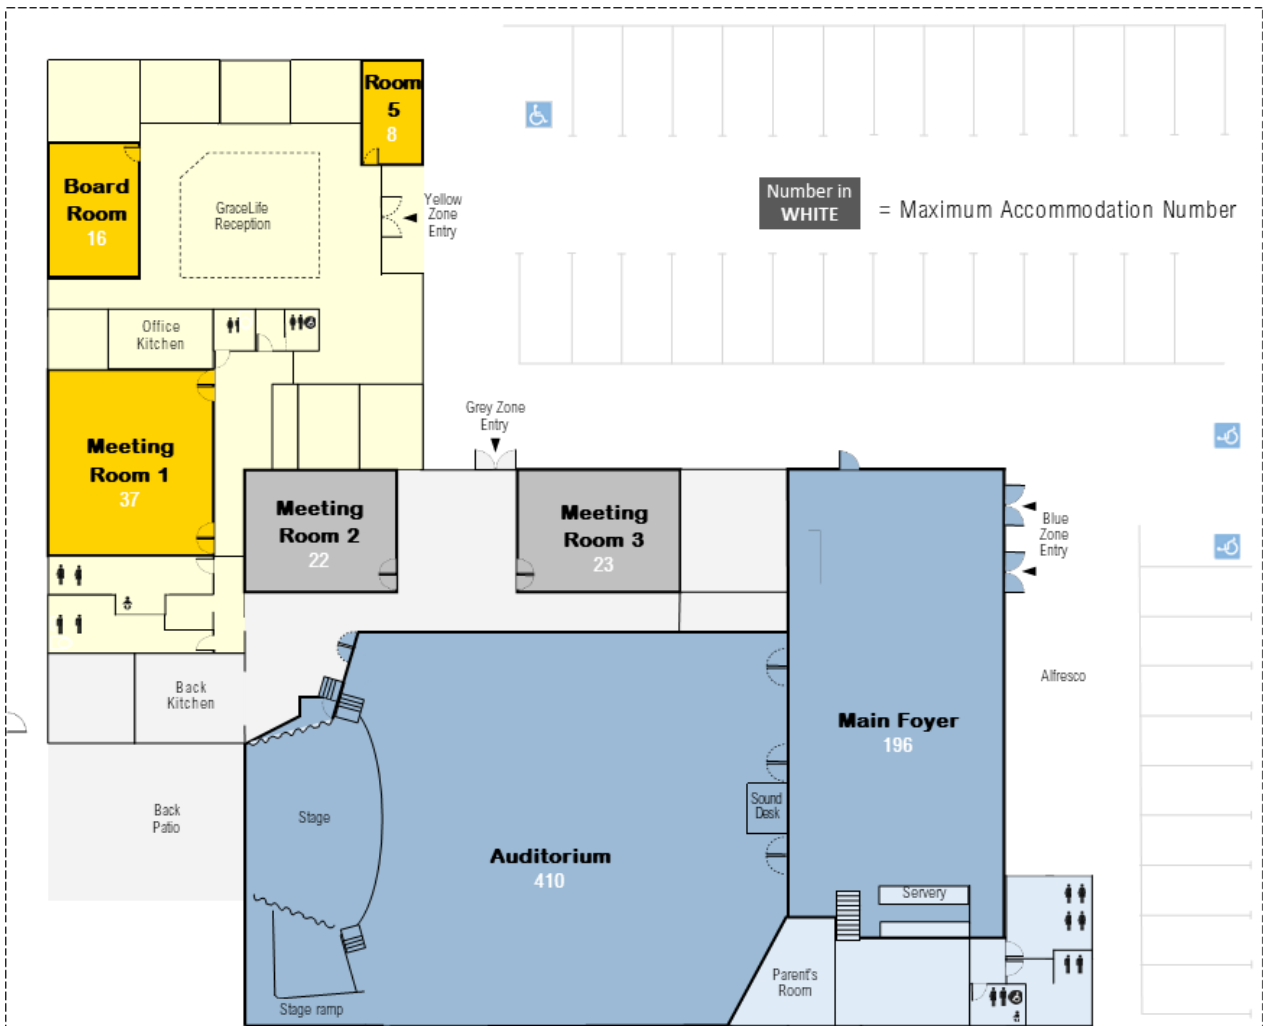 Room
5
8
Board
Room
16
GraceLife
Reception
Yellow
Zone
Entry
Number in
WHITE
= Maximum Accommodation Number
Office
Kitchen
Meeting
Room 1
37
Grey Zone
Entry
Meeting
Room 2
22
Meeting
Room 3
23
Blue
Zone
Entry
Back
Kitchen
Alfresco
Main Foyer
196
Back
Patio
Stage
Sound
Desk
Auditorium
410
Servery
Parent's
Room
Stage ramp